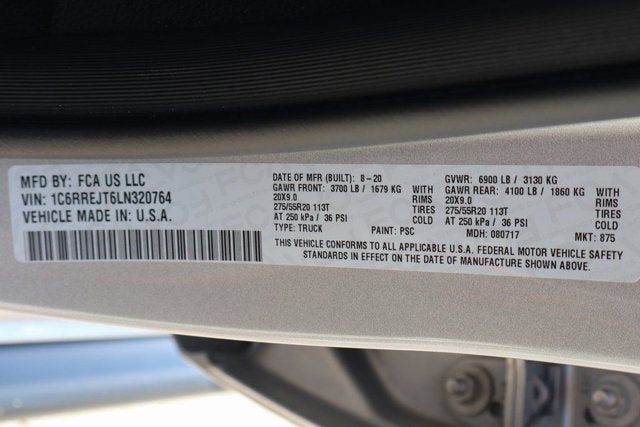 MFD BY: FCA US LLC
VIN: 1C6RREJT6LN320764
VEHICLE MADE IN U.S.A.
DATE OF MFR (BUILT): 8-20 GVWR: 6900 LB / 3130 KG
GAWR FRONT: 3700 LB / 1679 KG WITH GAWR REAR: 4100 LB / 1860 KG WITH
20X9.0 RIMS 20X9.0 RIMS
275/55R20 113T TIRES 275/55R20 113T TIRES
AT 250 kPa / 36 PSI COLD AT 250 kPa / 36 PSI COLD
TYPE: TRUCK PAINT: PSC MDH: 080717 MKT: 875
THIS VEHICLE CONFORMS TO ALL APPLICABLE U.S.A. FEDERAL MOTOR VEHICLE SAFETY
STANDARDS IN EFFECT ON THE DATE OF MANUFACTURE SHOWN ABOVE.